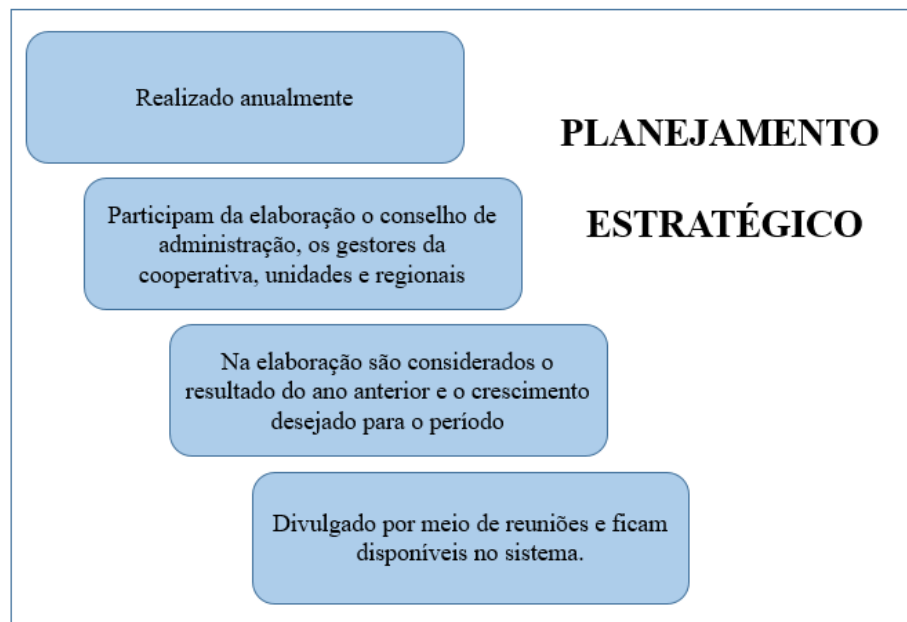 Realizado anualmente
PLANEJAMENTO
ESTRATÉGICO
Participam da elaboração o conselho de
administração, os gestores da
cooperativa, unidades e regionais
Na elaboração são considerados o
resultado do ano anterior e o crescimento
desejado para o período
Divulgado por meio de reuniões e ficam
disponíveis no sistema.